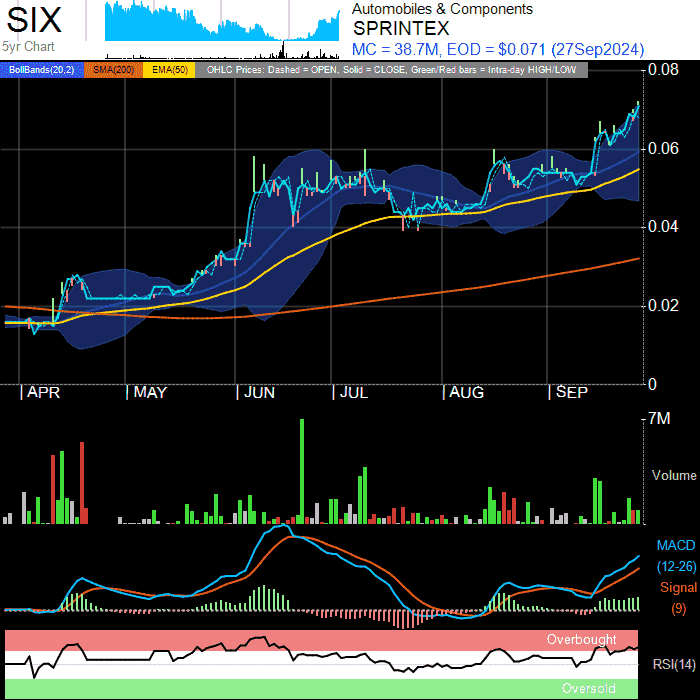 SIX
5yr Chart
Automobiles & Components
SPRINTEX
MC = 38.7M, EOD = $0.071 (27Sep2024)
BollBands(20,2) SMA(200) EMA(50) OHLC Prices: Dashed = OPEN, Solid = CLOSE, Green/Red bars = Intra-day HIGH/LOW
0.08
0.06
0.04
0.02
0
APR MAY JUN JUL AUG SEP
7M
Volume
MACD
(12-26)
Signal
(9)
Overbought
RSI(14)
Oversold